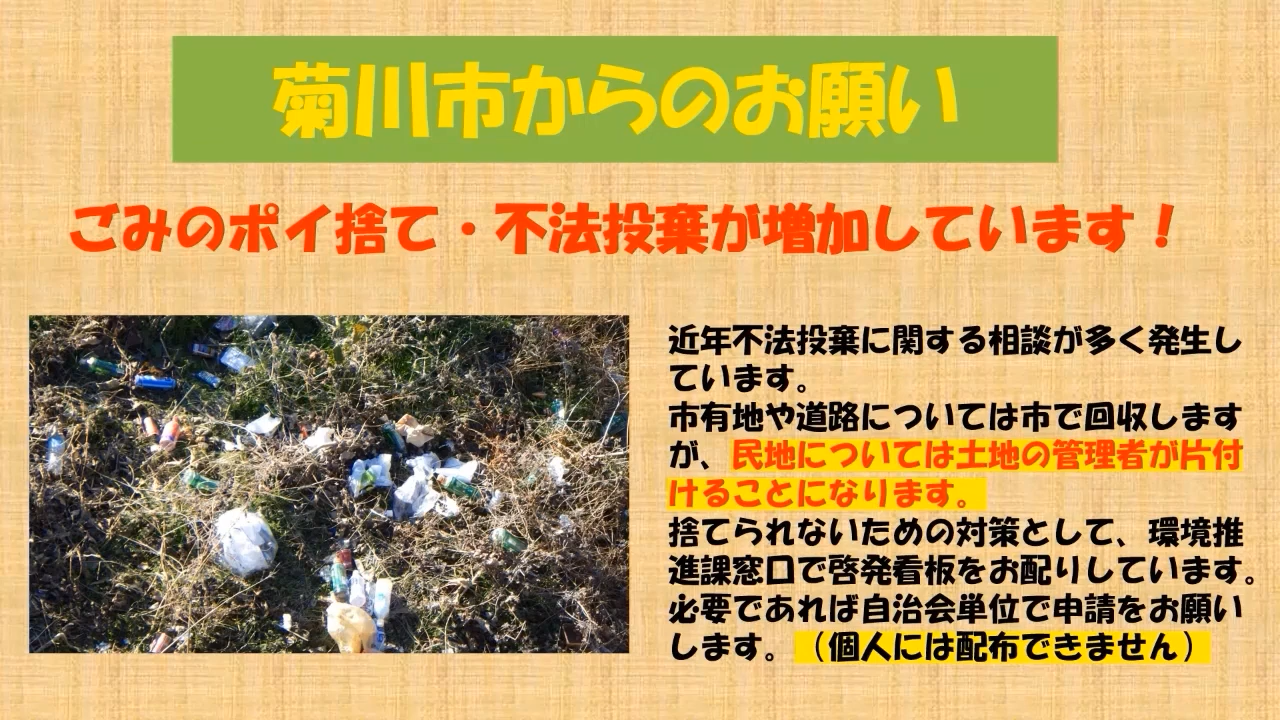 菊川市からのお願い
ごみのポイ捨て・不法投棄が増加しています！
近年不法投棄に関する相談が多く発生し
ています。
市有地や道路については市で回収します
が、民地については土地の管理者が片付
けることになります。
捨てられないための対策として、環境推
進課窓口で啓発看板をお配りしています。
必要であれば自治会単位で申請をお願い
します。（個人には配布できません）